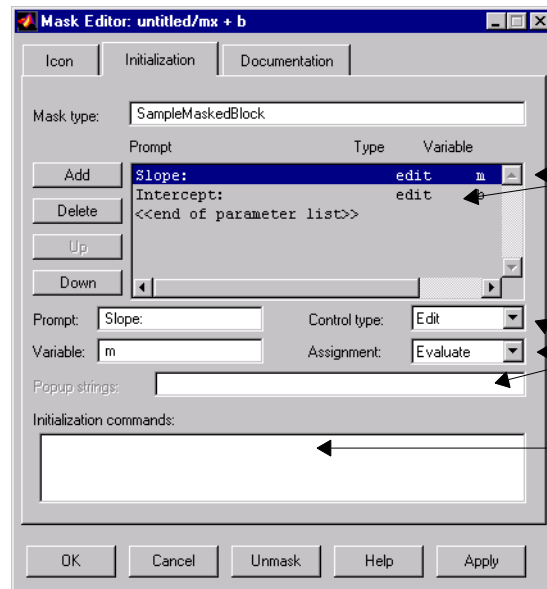 Mask Editor: untitled/mx + b
Icon Initialization Documentation
Mask type: SampleMaskedBlock
Prompt Type Variable
Add
Delete
Up
Down
Slope: edit m
Intercept: edit
<<end of parameter list>>
Prompt: Slope: Control type: Edit
Variable: m Assignment: Evaluate
Popup strings:
Initialization commands:
OK Cancel Unmask Help Apply